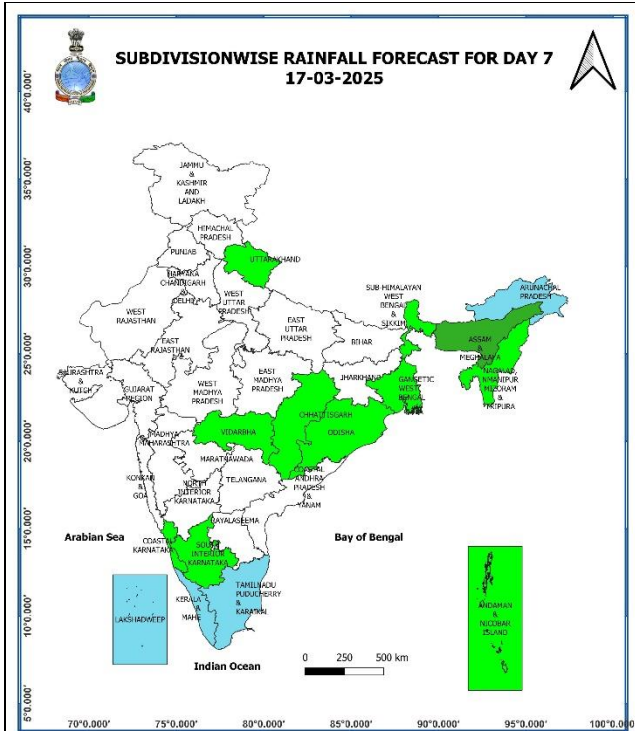 SUBDIVISIONWISE RAINFALL FORECAST FOR DAY 7
17-03-2025
40°0.000'
35°0.000'
30°0.000'
25°0.000'
20°0.000'
15°0.000'
10°0.000'
5°0.000'
JAMMU
&
KASHMIR
AND
LADAKH
HIMACHAL
PRADESH
PUNJAB
UTTARAKHAND
HARYANA
CHANDIGARH
&
DELHI
WEST
UTTAR
PRADESH
WEST
RAJASTHAN
EAST
RAJASTHAN
EAST
UTTAR
PRADESH
SUB-HIMALAYAN
WEST
BENGAL
&
SIKKIM
ARUNACHAL
PRADESH
BIHAR
ASSAM
&
MEGHALAYA
NAGALAND
MANIPUR
MIZORAM
&
TRIPURA
SAURASHTRA
&
KUTCH
GUJARAT
REGION
WEST
MADHYA
PRADESH
EAST
MADHYA
PRADESH
JHARKHAND
GANGETIC
WEST
BENGAL
CHHATTISGARH
ODISHA
VIDARBHA
MADHYA
MAHARASHTRA
MARATHWADA
KONKAN
&
GOA
NORTH
INTERIOR
KARNATAKA
TELANGANA
COASTAL
ANDHRA
PRADESH
&
YANAM
RAYALASEEMA
Arabian Sea
Bay of Bengal
COASTAL
KARNATAKA
SOUTH
INTERIOR
KARNATAKA
TAMILNADU
PUDUCHERRY
&
KARAIKAL
KERALA
&
MAHE
LAKSHADWEEP
ANDAMAN
&
NICOBAR
ISLAND
Indian Ocean
0 250 500 km
70°0.000' 75°0.000' 80°0.000' 85°0.000' 90°0.000' 95°0.000' 100°0.000'